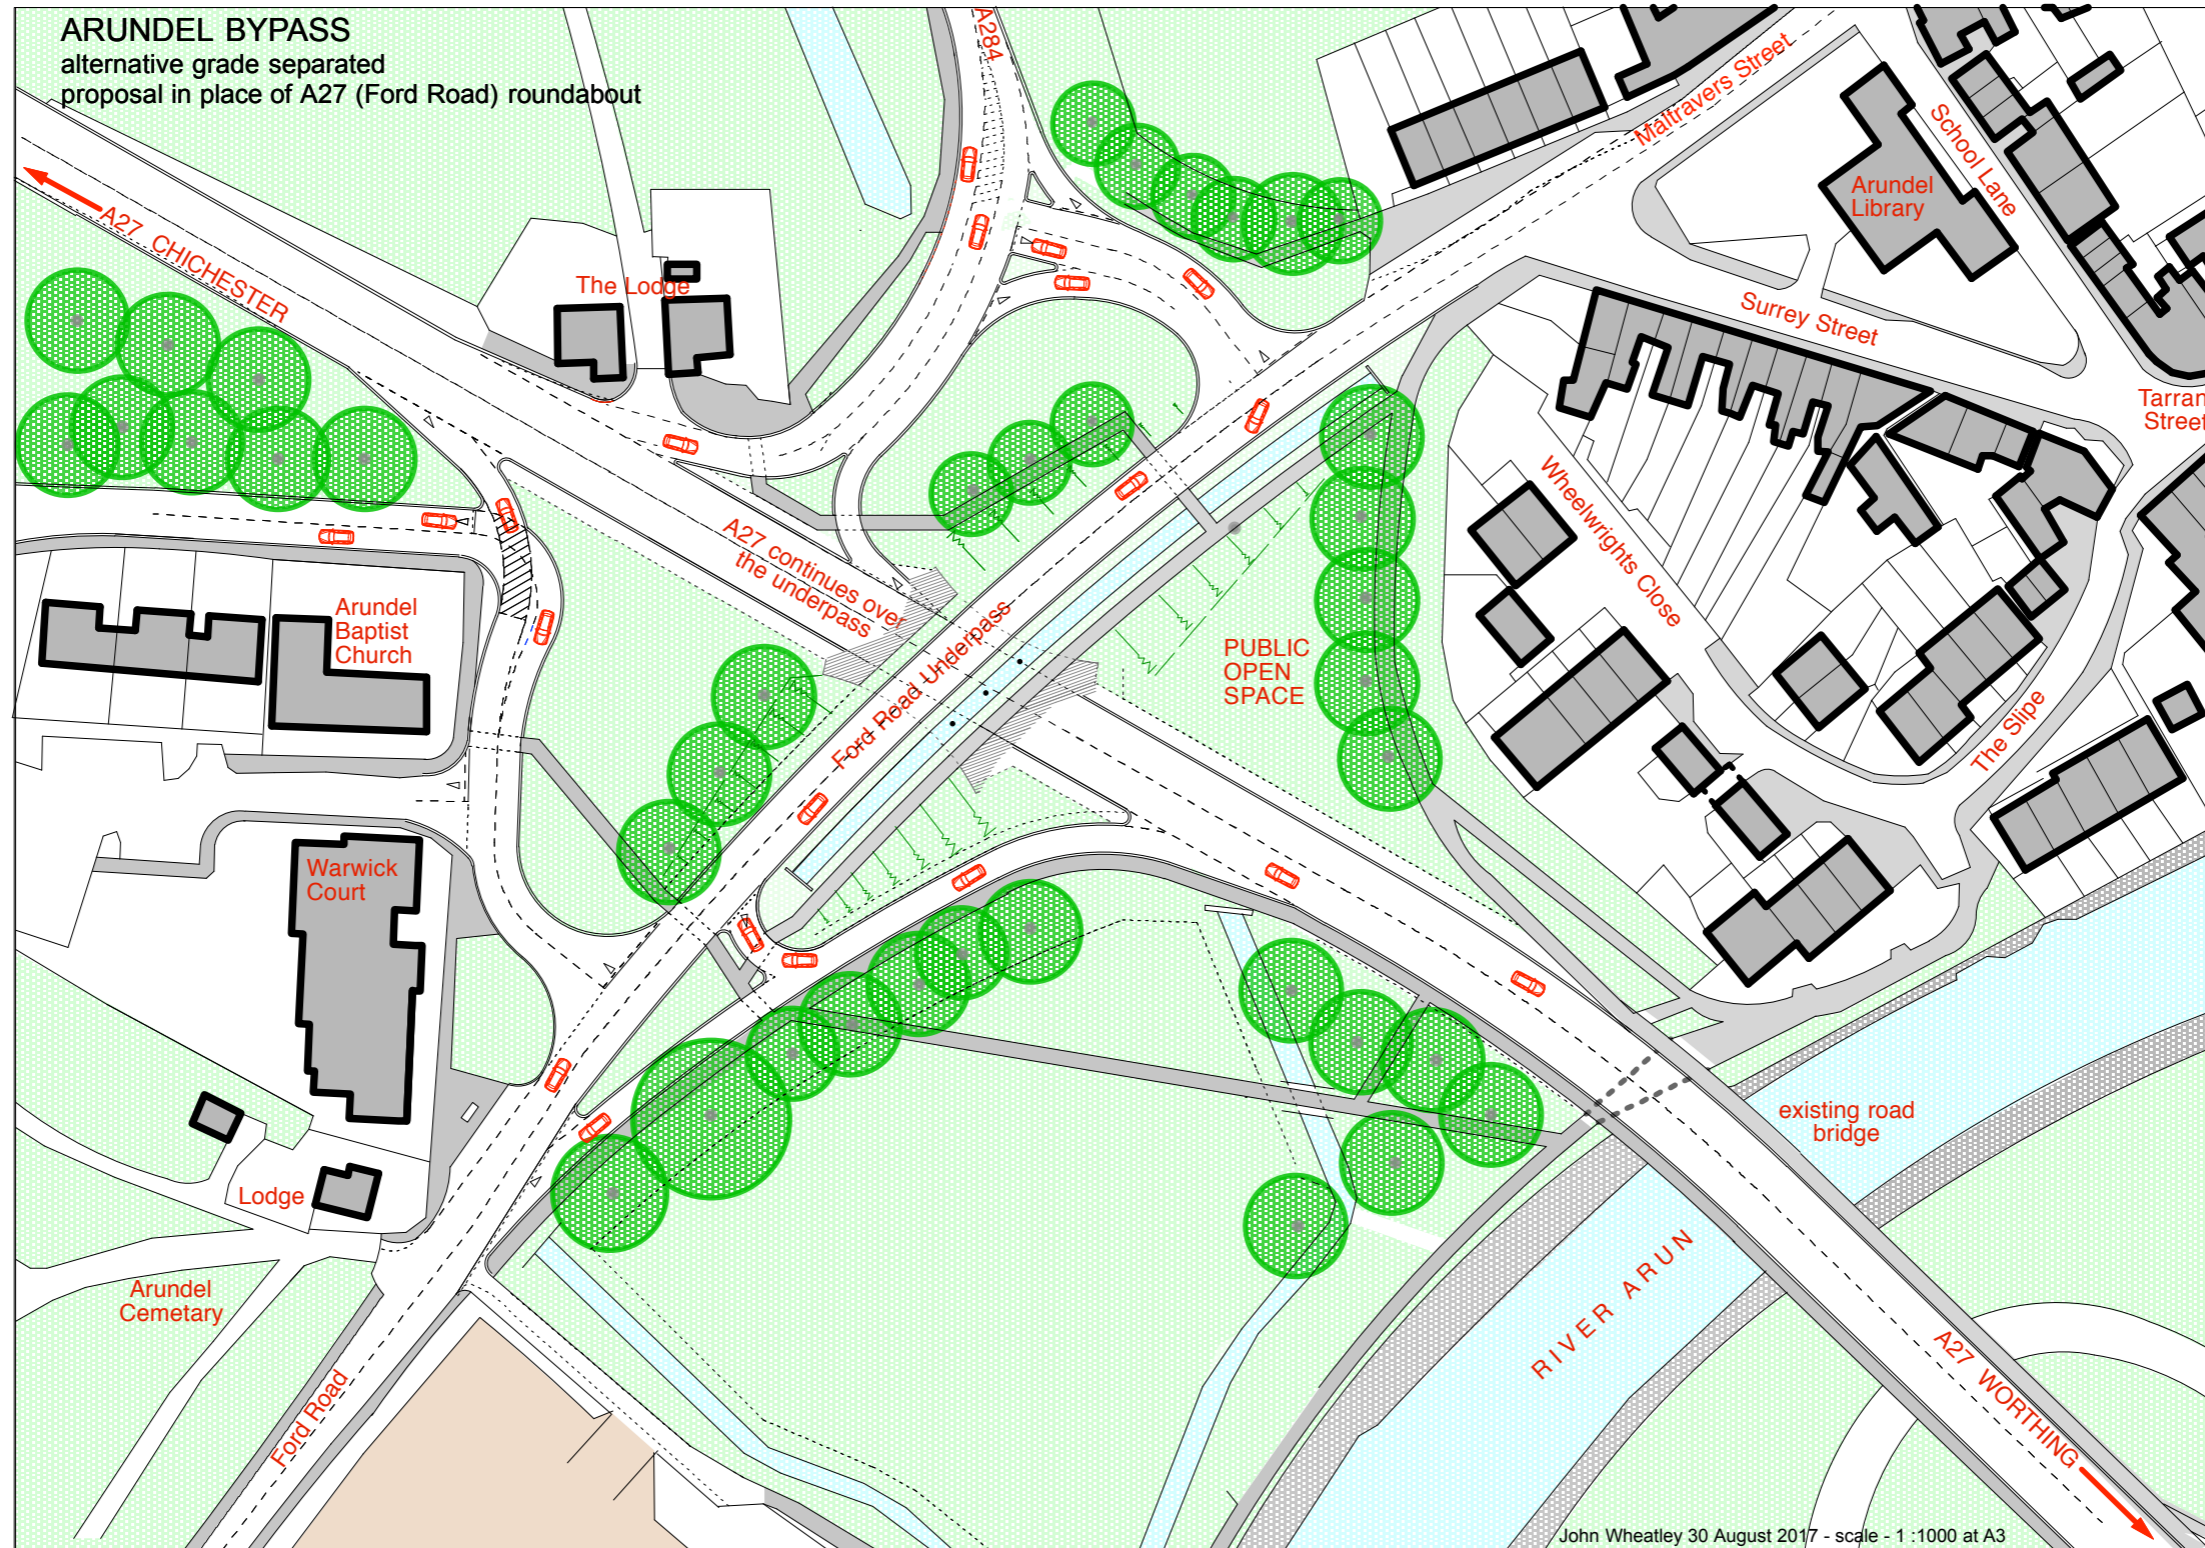 ARUNDEL BYPASS
alternative grade separated
proposal in place of A27 (Ford Road) roundabout
A284
Maltravers Street
School Lane
Arundel
Library
A27 CHICHESTER
The Lodge
Surrey Street
Tarran
Street
Wheelwrights Close
A27 continues over
the underpass
Arundel
Baptist
Church
Ford Road Underpass
PUBLIC
OPEN
SPACE
The Slipe
Warwick
Court
existing road
bridge
Lodge
Arundel
Cemetary
RIVER ARUN
Ford Road
A27 WORTHING
John Wheatley 30 August 2017 - scale - 1 :1000 at A3